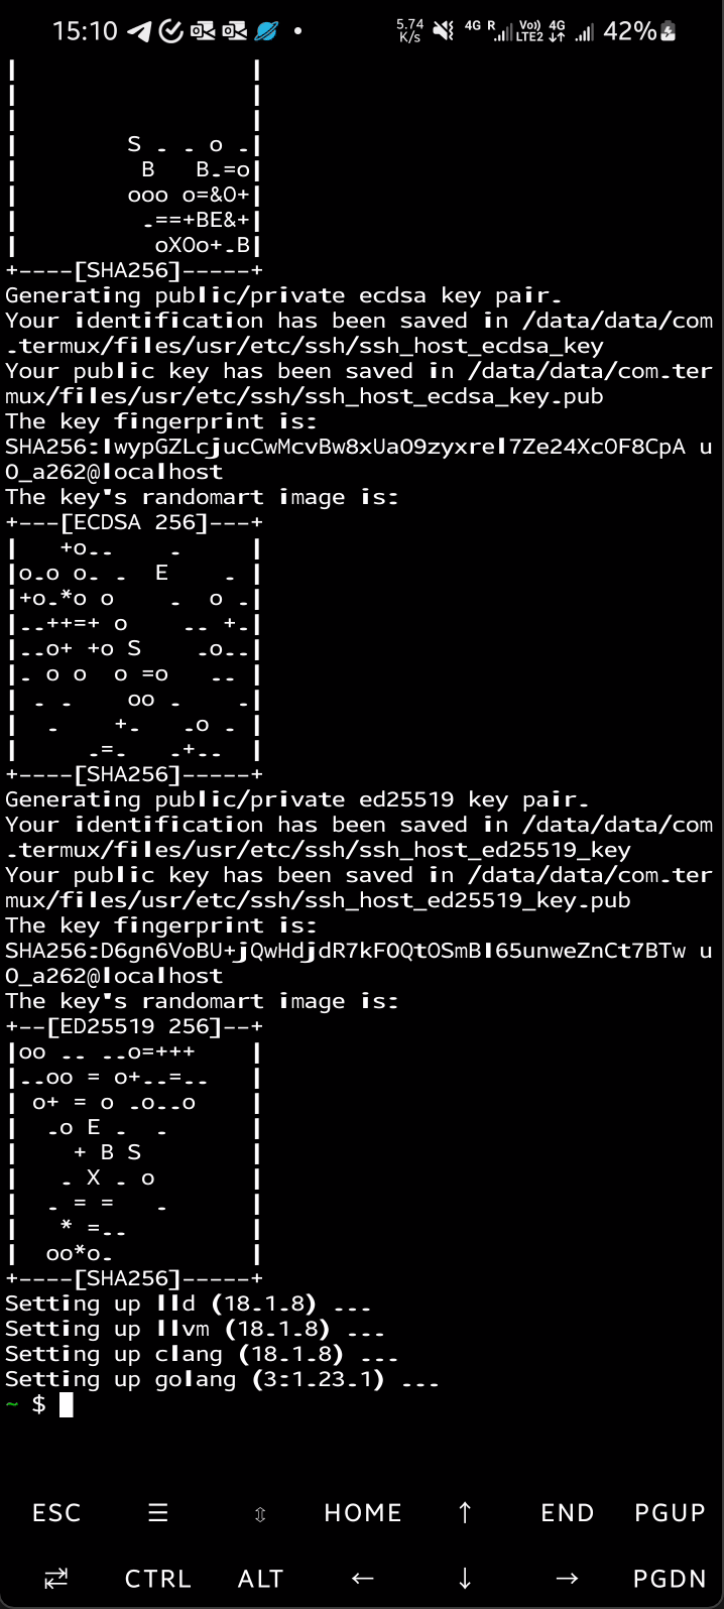 15:10 5.74 K/s 4G R Vo)) LTE2 4G 42%
|                  |
|                  |
|                  |
|        S . . o .|
|         B   B.=o|
|        ooo o=&O+|
|         .==+BE&+|
|          oXOo+.B|
+----[SHA256]-----+
Generating public/private ecdsa key pair.
Your identification has been saved in /data/data/com
.termux/files/usr/etc/ssh/ssh_host_ecdsa_key
Your public key has been saved in /data/data/com.ter
mux/files/usr/etc/ssh/ssh_host_ecdsa_key.pub
The key fingerprint is:
SHA256:lwypGZLcjucCwMcvBw8xUaO9zyxrel7Ze24XcOF8CpA u
0_a262@localhost
The key's randomart image is:
+---[ECDSA 256]---+
|   +o..    .     |
|o.o o. .  E    . |
|+o.*o o    .  o .|
|..++=+ o    .. +.|
|..o+ +o S    .o..|
|. o o  o =o   .. |
| . .    oo .    .|
|  .    +.   .o . |
|     .=.   .+..  |
+----[SHA256]-----+
Generating public/private ed25519 key pair.
Your identification has been saved in /data/data/com
.termux/files/usr/etc/ssh/ssh_host_ed25519_key
Your public key has been saved in /data/data/com.ter
mux/files/usr/etc/ssh/ssh_host_ed25519_key.pub
The key fingerprint is:
SHA256:D6gn6VoBU+jQwHdjdR7kF0QtOSmBl65unweZnCt7BTw u
0_a262@localhost
The key's randomart image is:
+--[ED25519 256]--+
|oo .. ..o=+++    |
|..oo = o+..=..   |
| o+ = o .o..o    |
|  .o E .  .      |
|    + B S        |
|   . X . o       |
|  . = =   .      |
|   * =..         |
|  oo*o.          |
+----[SHA256]-----+
Setting up lld (18.1.8) ...
Setting up llvm (18.1.8) ...
Setting up clang (18.1.8) ...
Setting up golang (3:1.23.1) ...
~ $
ESC ☰ ⇳ HOME ↑ END PGUP
⇄ CTRL ALT ← ↓ → PGDN